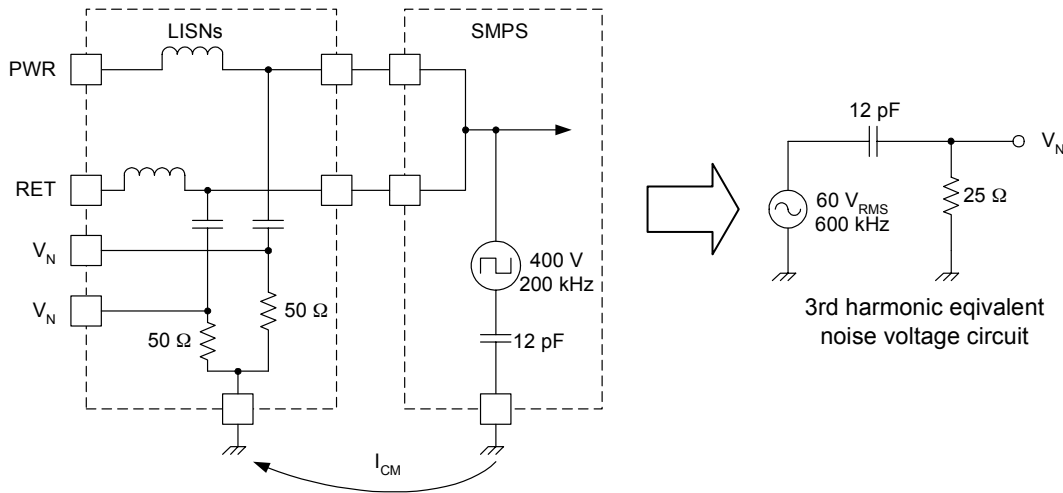 LISNs
SMPS
PWR
RET
V_N
V_N
50 Ω
50 Ω
400 V
200 kHz
12 pF
I_CM
12 pF
V_N
60 V_RMS
600 kHz
25 Ω
3rd harmonic eqivalent
noise voltage circuit